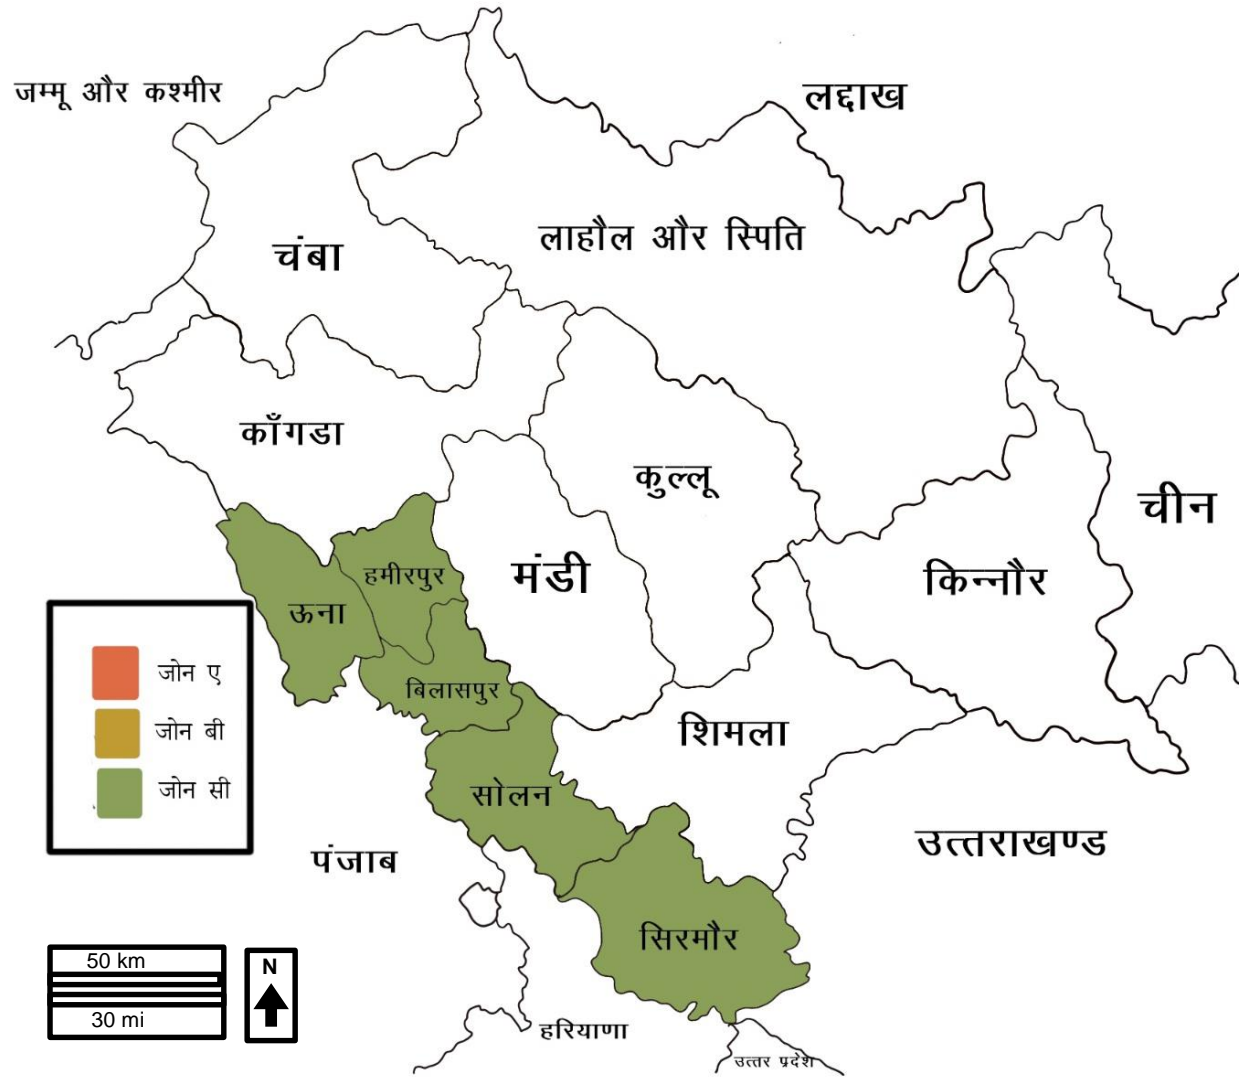 जम्मू और कश्मीर
लद्दाख
लाहौल और स्पिति
चंबा
काँगडा
कुल्लू
चीन
मंडी
किन्नौर
हमीरपुर
ऊना
बिलासपुर
शिमला
जोन ए
जोन बी
जोन सी
सोलन
उत्तराखण्ड
पंजाब
सिरमौर
50 km
30 mi
N
हरियाणा
उत्तर प्रदेश